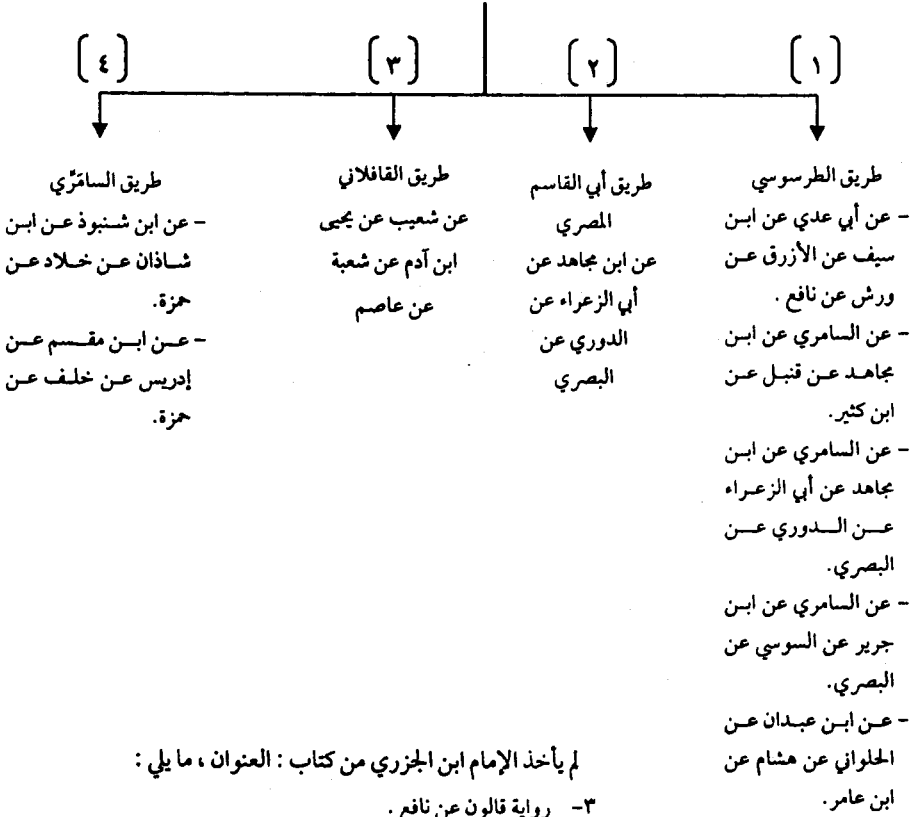 [ ١ ]
[ ٢ ]
[ ٣ ]
[ ٤ ]
طريق الطرسوسي
– عن أبي عدي عن ابن
سيف عن الأزرق عن
ورش عن نافع .
– عن السامري عن ابن
مجاهد عن قنبل عن
ابن كثير.
– عن السامري عن ابن
مجاهد عن أبي الزعراء
عن الدوري عن
البصري.
– عن السامري عن ابن
جرير عن السوسي عن
البصري.
– عن ابن عبدان عن
الحلواني عن هشام عن
ابن عامر.
طريق أبي القاسم
المصري
عن ابن مجاهد عن
أبي الزعراء عن
الدوري عن
البصري
طريق القافلاني
عن شعيب عن يحيى
ابن آدم عن شعبة
عن عاصم
طريق السامَرِّي
– عن ابن شنبوذ عن ابن
شاذان عن خلاد عن
حمزة.
– عن ابن مقسم عن
إدريس عن خلف عن
حمزة.
لم يأخذ الإمام ابن الجزري من كتاب : العنوان ، ما يلي :
٣- رواية قالون عن نافع .